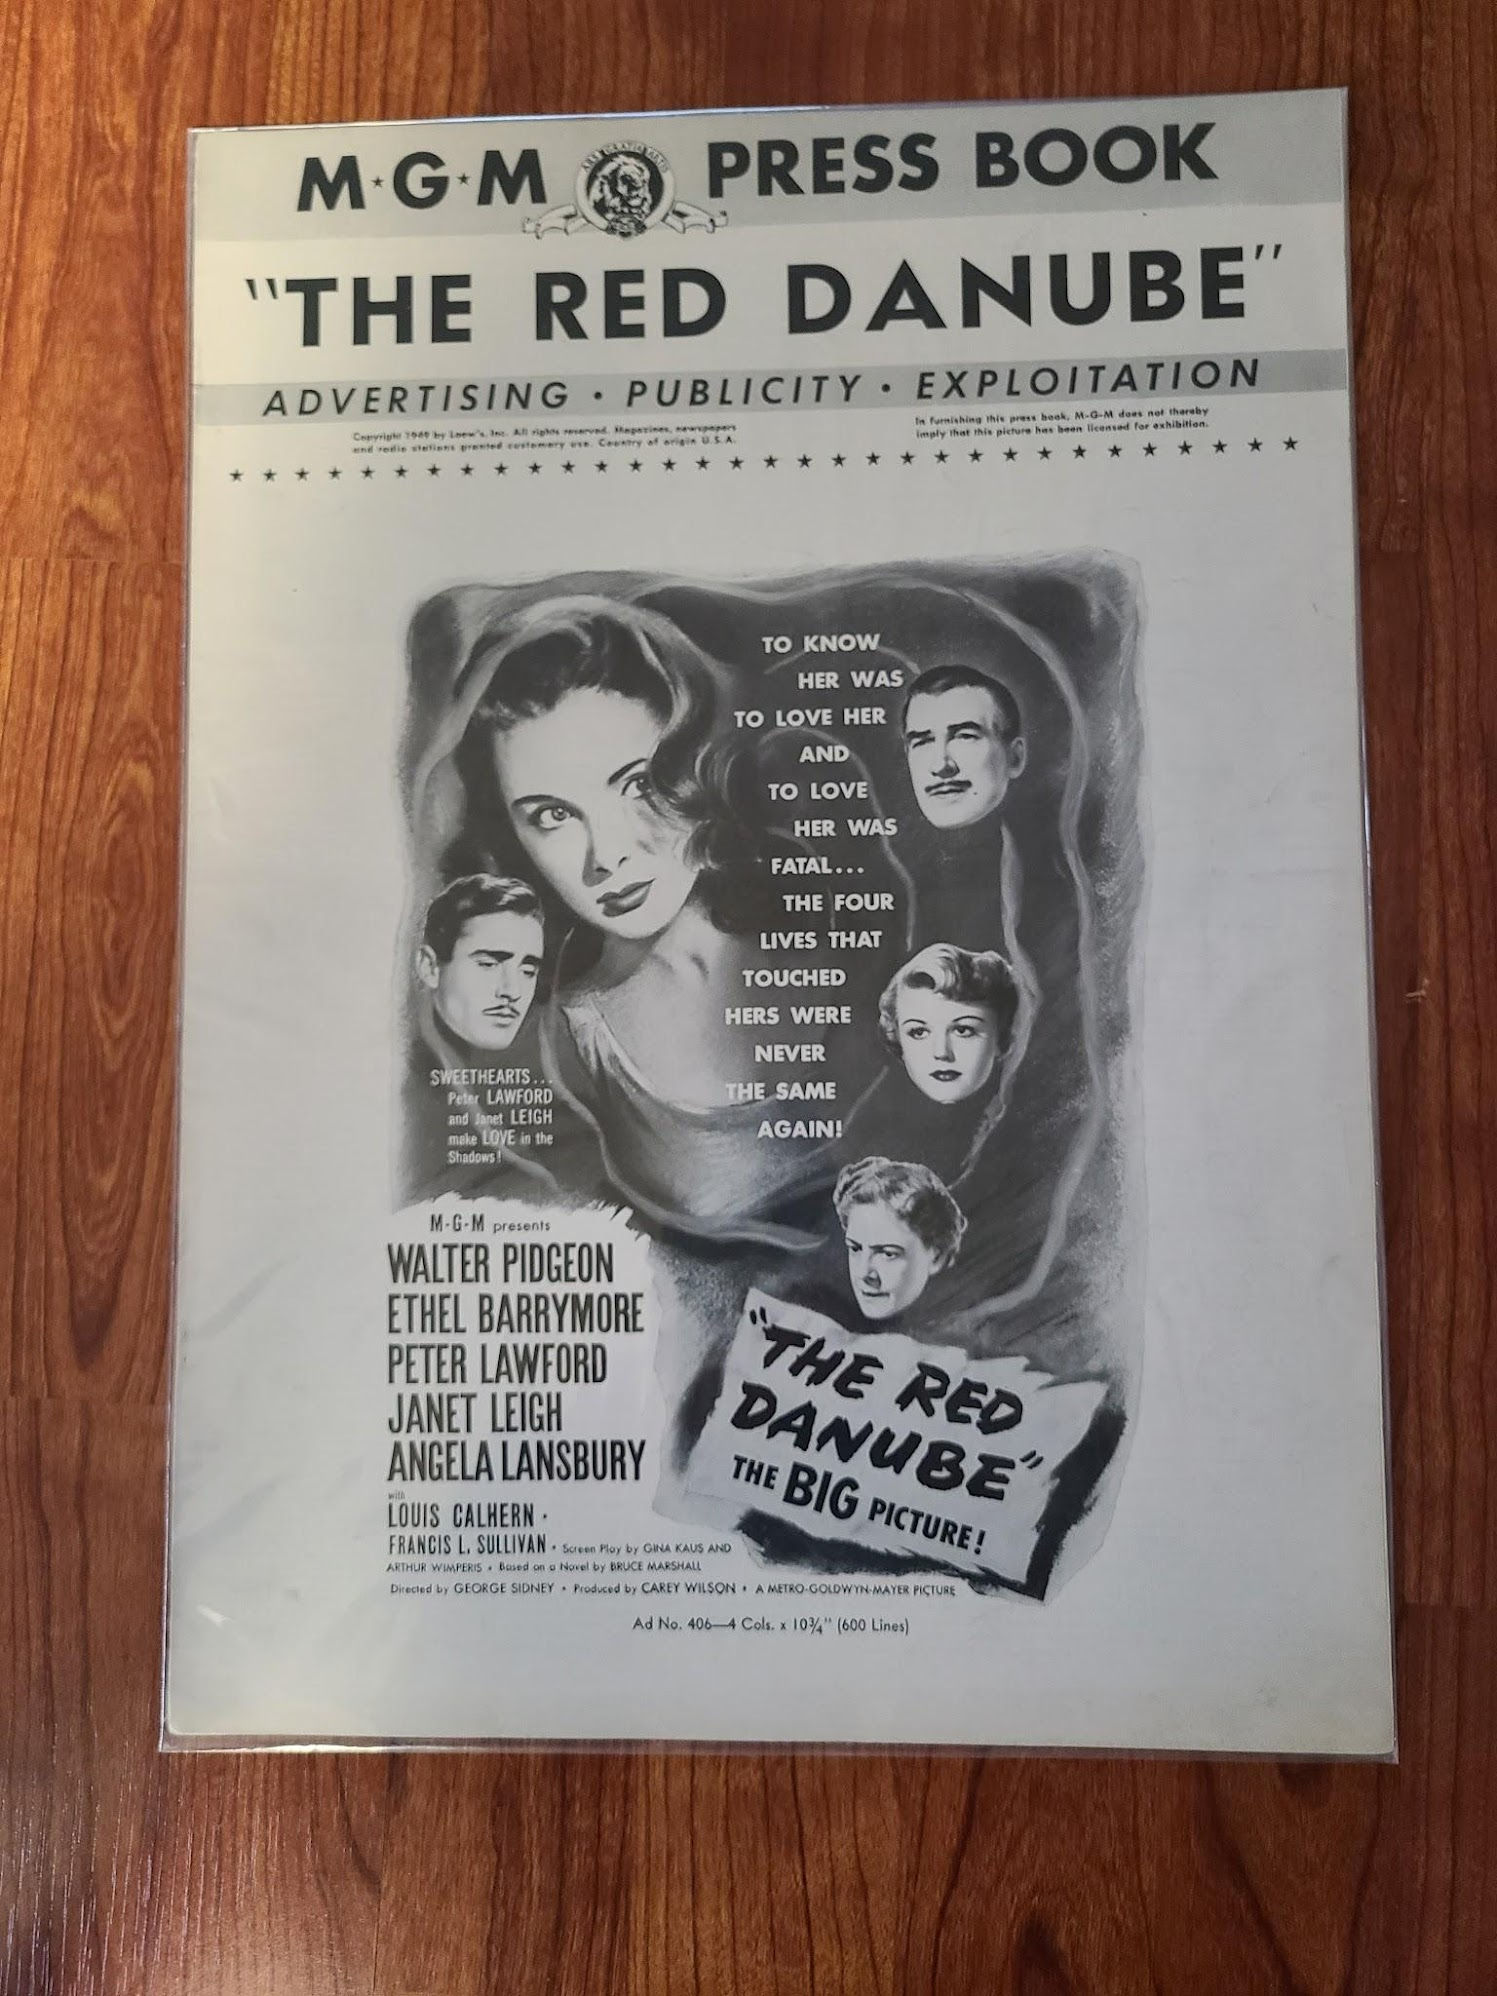 M★G★M PRESS BOOK
ARS GRATIA ARTIS
"THE RED DANUBE"
ADVERTISING • PUBLICITY • EXPLOITATION
Copyright 1949 by Loew's, Inc. All rights reserved. Magazines, newspapers
and radio stations granted customary use. Country of origin U.S.A.
In furnishing this press book, M-G-M does not thereby
imply that this picture has been licensed for exhibition.
TO KNOW
HER WAS
TO LOVE HER
AND
TO LOVE
HER WAS
FATAL...
THE FOUR
LIVES THAT
TOUCHED
HERS WERE
NEVER
THE SAME
AGAIN!
SWEETHEARTS...
Peter LAWFORD
and Janet LEIGH
make LOVE in the
Shadows!
M-G-M presents
WALTER PIDGEON
ETHEL BARRYMORE
PETER LAWFORD
JANET LEIGH
ANGELA LANSBURY
with
LOUIS CALHERN •
FRANCIS L. SULLIVAN • Screen Play by GINA KAUS AND
ARTHUR WIMPERIS • Based on a Novel by BRUCE MARSHALL
Directed by GEORGE SIDNEY • Produced by CAREY WILSON • A METRO-GOLDWYN-MAYER PICTURE
"THE RED
DANUBE"
THE BIG PICTURE!
Ad No. 406—4 Cols. x 10¾" (600 Lines)